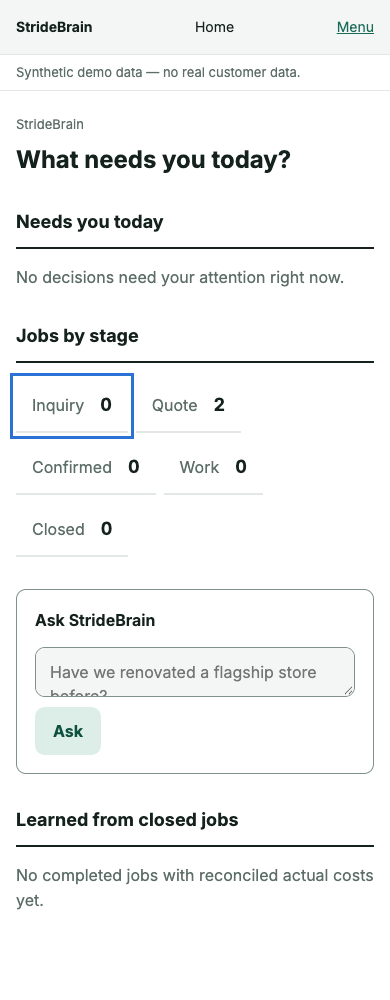 StrideBrain Home Menu
Synthetic demo data — no real customer data.
StrideBrain
What needs you today?
Needs you today
No decisions need your attention right now.
Jobs by stage
Inquiry 0 Quote 2
Confirmed 0 Work 0
Closed 0
Ask StrideBrain
Have we renovated a flagship store
before?
Ask
Learned from closed jobs
No completed jobs with reconciled actual costs
yet.